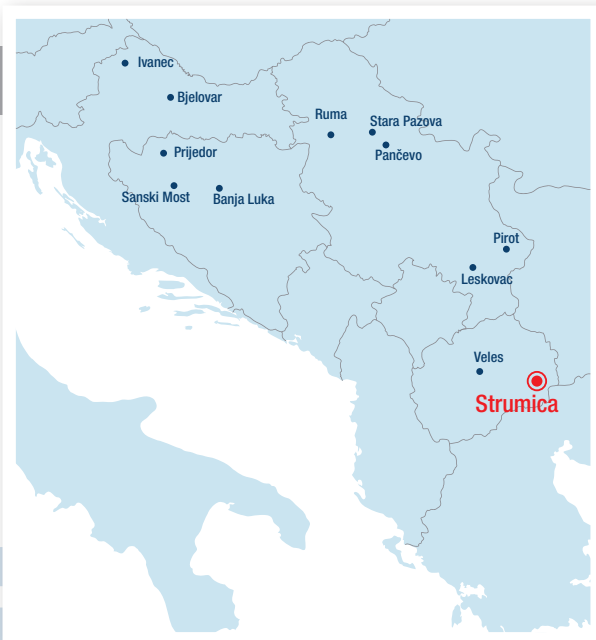 Ivanec
Bjelovar
Ruma
Stara Pazova
Pančevo
Prijedor
Sanski Most
Banja Luka
Pirot
Leskovac
Veles
Strumica